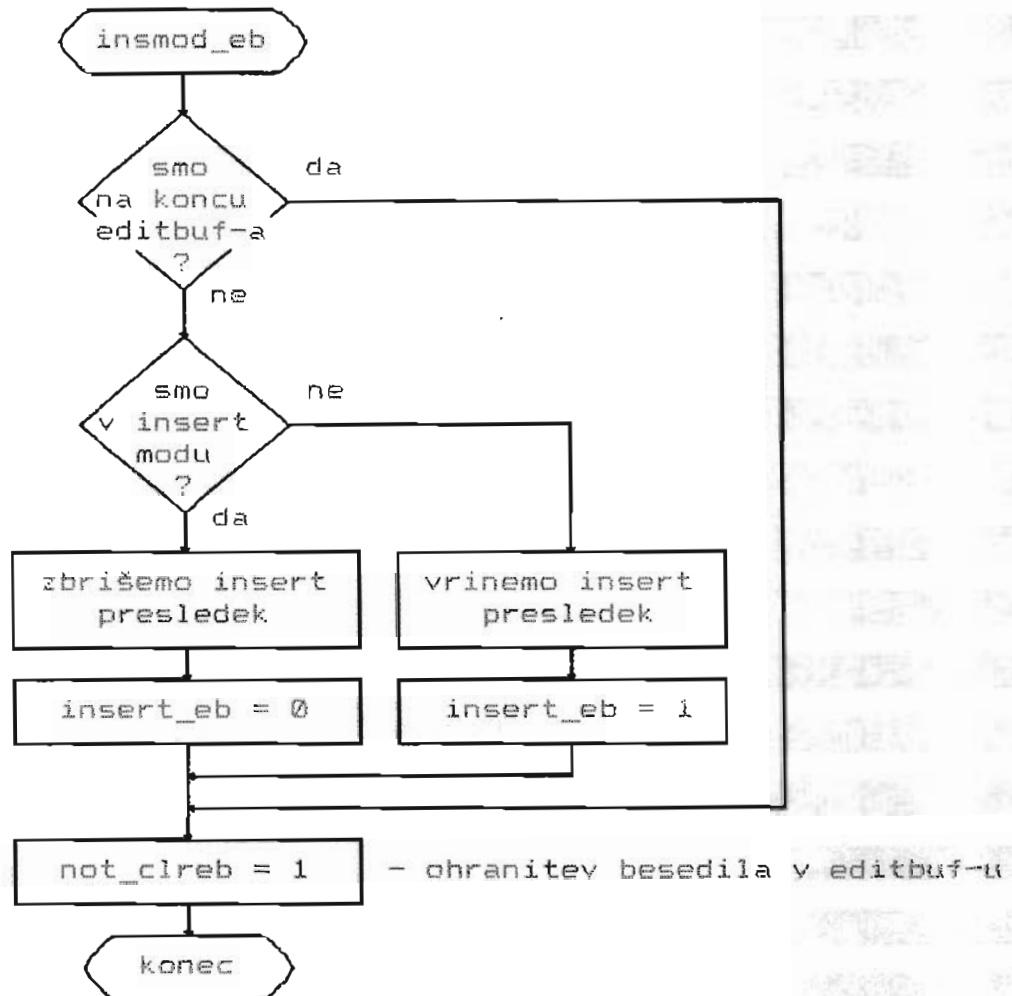 insmod_eb
smo
da
na koncu
editbuf-a
?
ne
smo
ne
v insert
modu
?
da
zbrišemo insert
presledek
vrinemo insert
presledek
insert_eb = 0
insert_eb = 1
not_clreb = 1
- ohranitev besedila v editbuf-u
konec